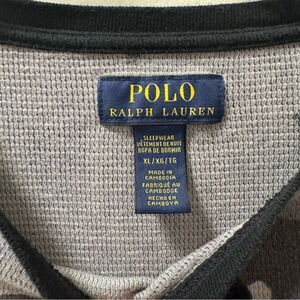 POLO
RALPH LAUREN
SLEEPWEAR
VÊTEMENT DE NUIT
ROPA DE DORMIR
XL/XG/TG
MADE IN
CAMBODIA
FABRIQUÉ AU
CAMBODGE
HECHO EN
CAMBOYA